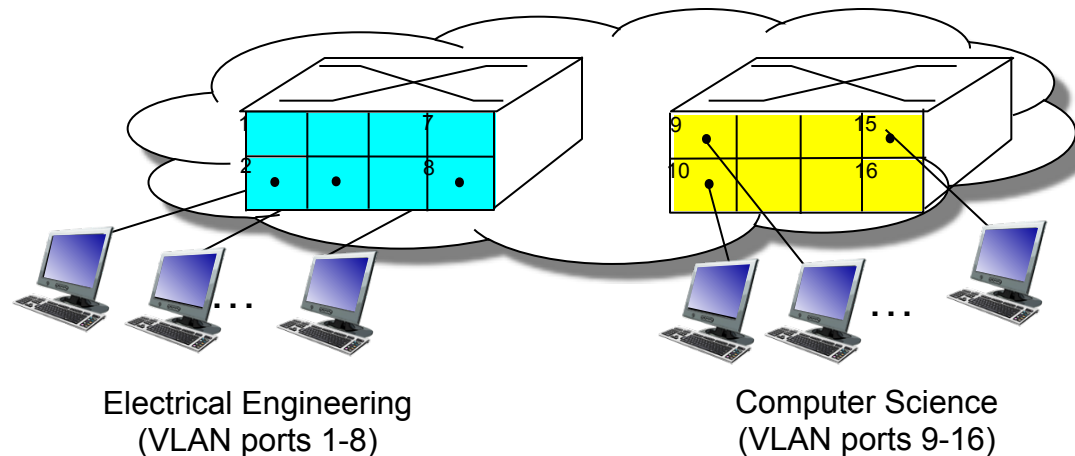 1 7
2 8
9 15
10 16
...
...
Electrical Engineering
(VLAN ports 1-8)
Computer Science
(VLAN ports 9-16)